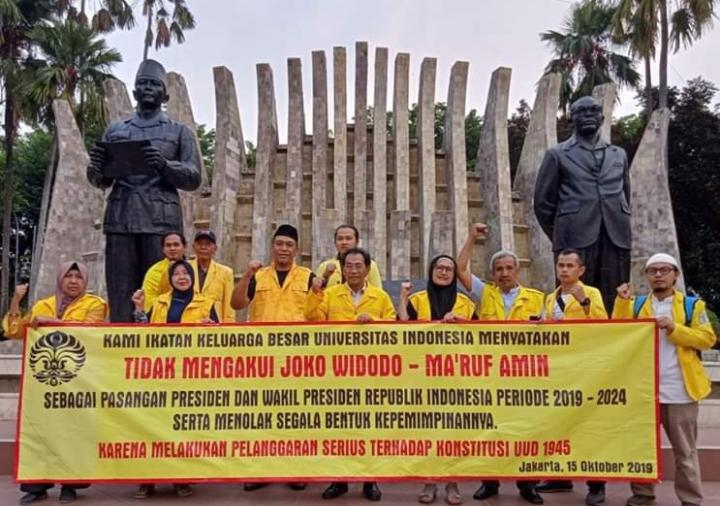 KAMI IKATAN KELUARGA BESAR UNIVERSITAS INDONESIA MENYATAKAN
TIDAK MENGAKUI JOKO WIDODO – MA'RUF AMIN
SEBAGAI PASANGAN PRESIDEN DAN WAKIL PRESIDEN REPUBLIK INDONESIA PERIODE 2019 - 2024
SERTA MENOLAK SEGALA BENTUK KEPEMIMPINANNYA.
KARENA MELAKUKAN PELANGGARAN SERIUS TERHADAP KONSTITUSI UUD 1945
Jakarta, 15 Oktober 2019